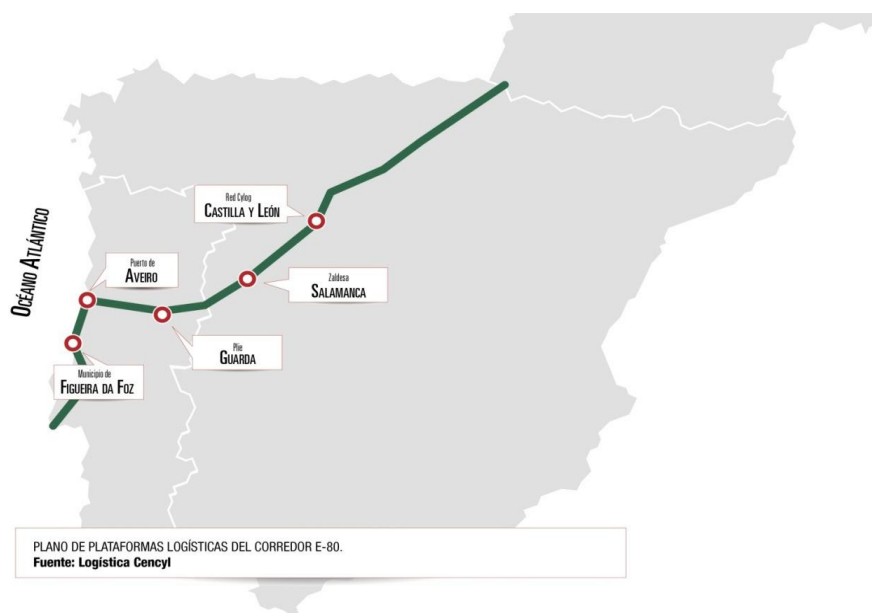 Red Cylog
CASTILLA Y LEÓN
OCÉANO ATLÁNTICO
Puerto de
AVEIRO
Zaldesa
SALAMANCA
Plie
GUARDA
Municipio de
FIGUEIRA DA FOZ
PLANO DE PLATAFORMAS LOGÍSTICAS DEL CORREDOR E-80.
Fuente: Logística Cencyl